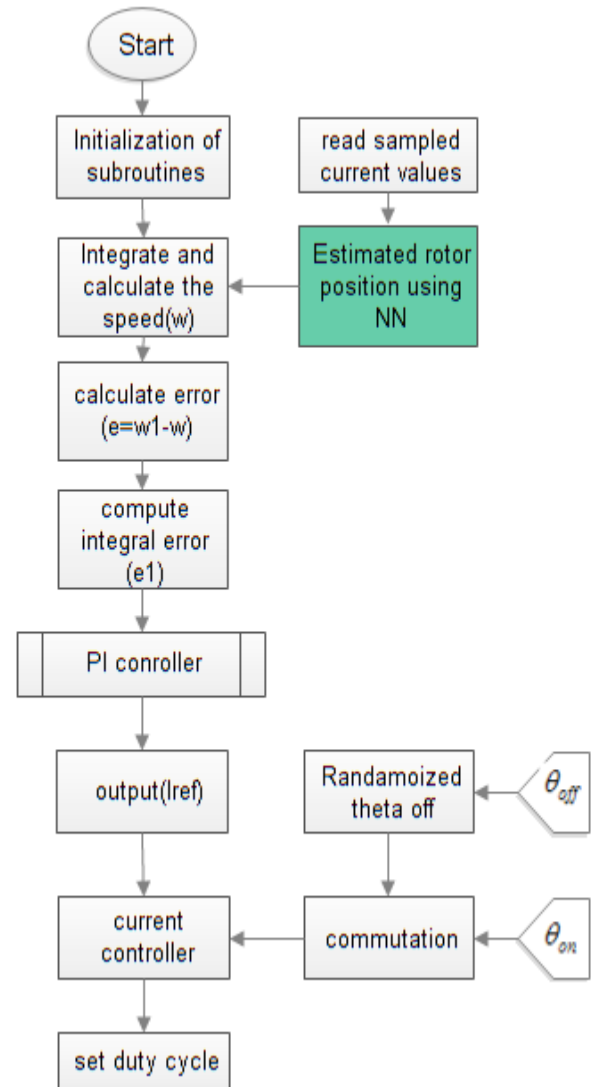 Start
Initialization of
subroutines
read sampled
current values
Integrate and
calculate the
speed(w)
Estimated rotor
position using
NN
calculate error
(e=w1-w)
compute
integral error
(e1)
PI conroller
output(Iref)
Randamoized
theta off
θoff
current
controller
commutation
θon
set duty cycle